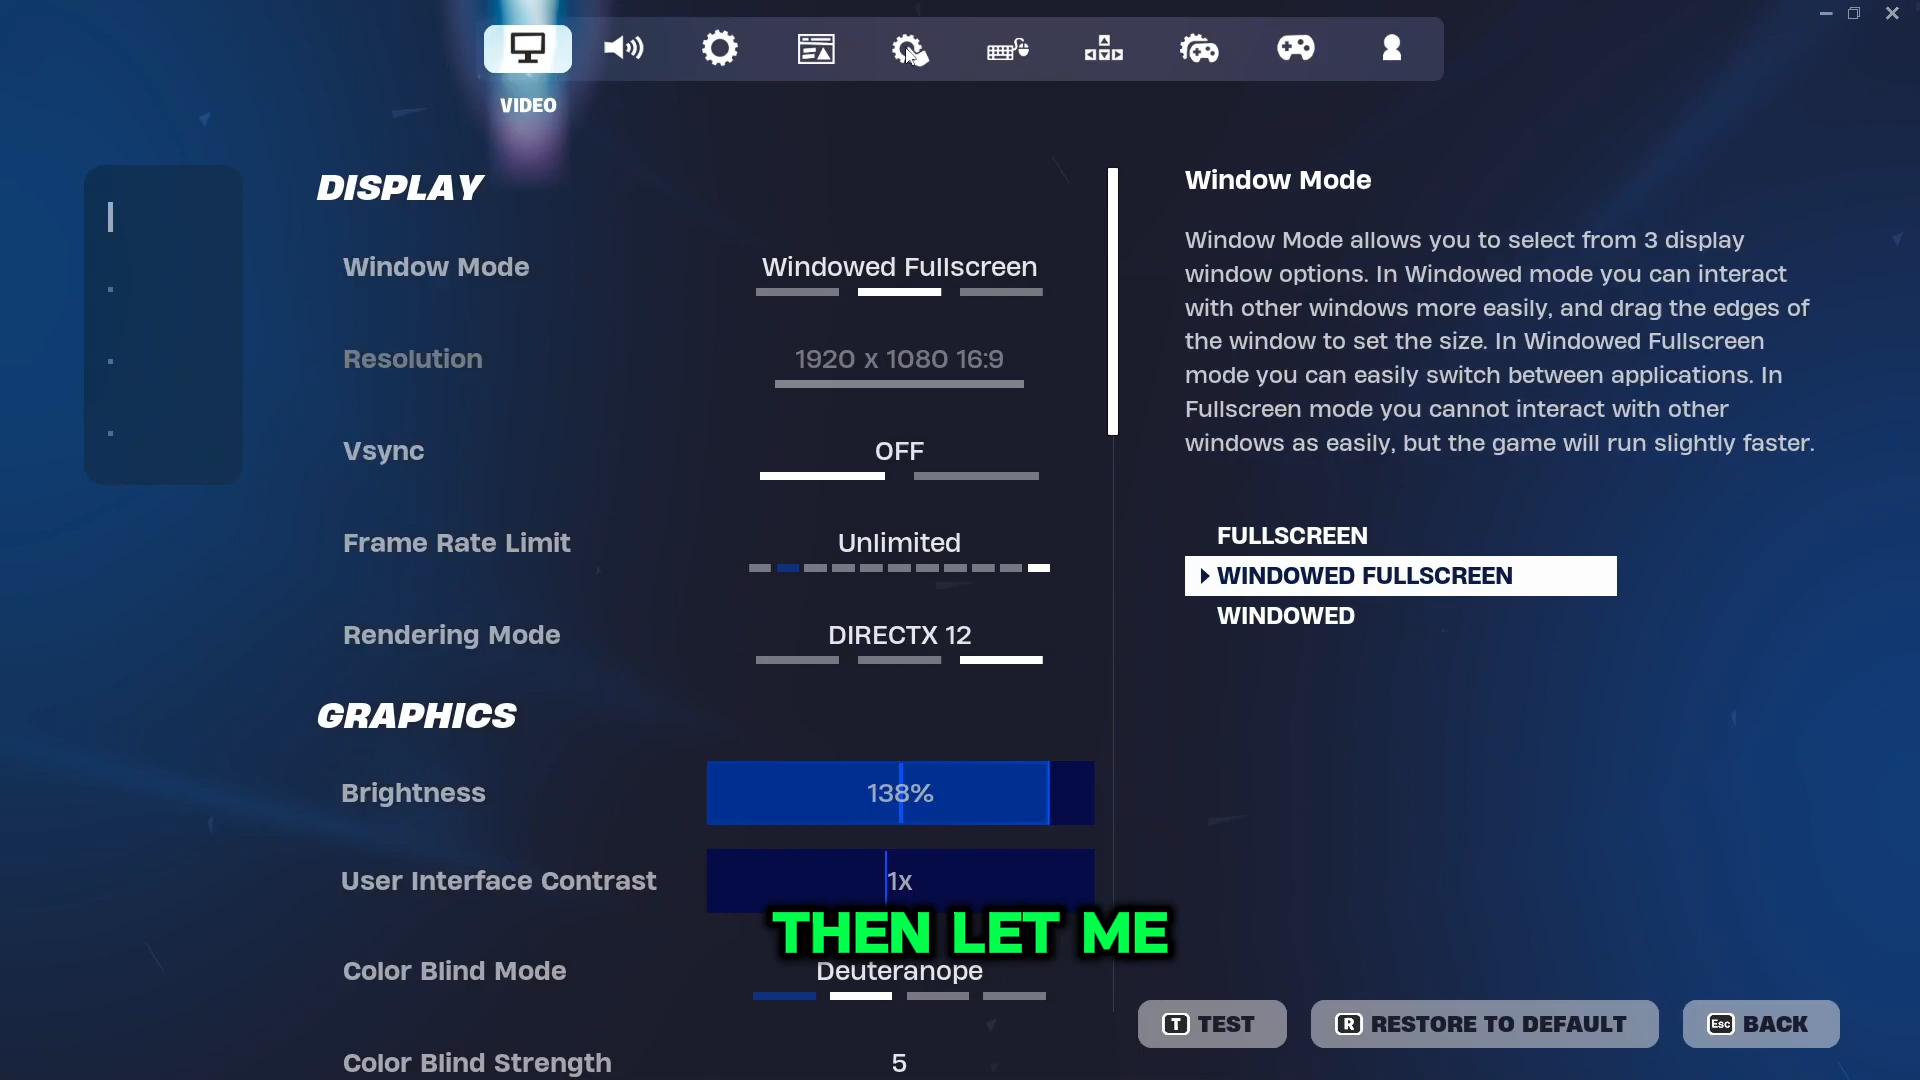 VIDEO
DISPLAY
Window Mode
Windowed Fullscreen
Resolution
1920 x 1080 16:9
Vsync
OFF
Frame Rate Limit
Unlimited
Rendering Mode
DIRECTX 12
GRAPHICS
Brightness
138%
User Interface Contrast
1x
THEN LET ME
Color Blind Mode
Deuteranope
Color Blind Strength
5
Window Mode
Window Mode allows you to select from 3 display
window options. In Windowed mode you can interact
with other windows more easily, and drag the edges of
the window to set the size. In Windowed Fullscreen
mode you can easily switch between applications. In
Fullscreen mode you cannot interact with other
windows as easily, but the game will run slightly faster.
FULLSCREEN
WINDOWED FULLSCREEN
WINDOWED
T TEST
R RESTORE TO DEFAULT
Esc BACK